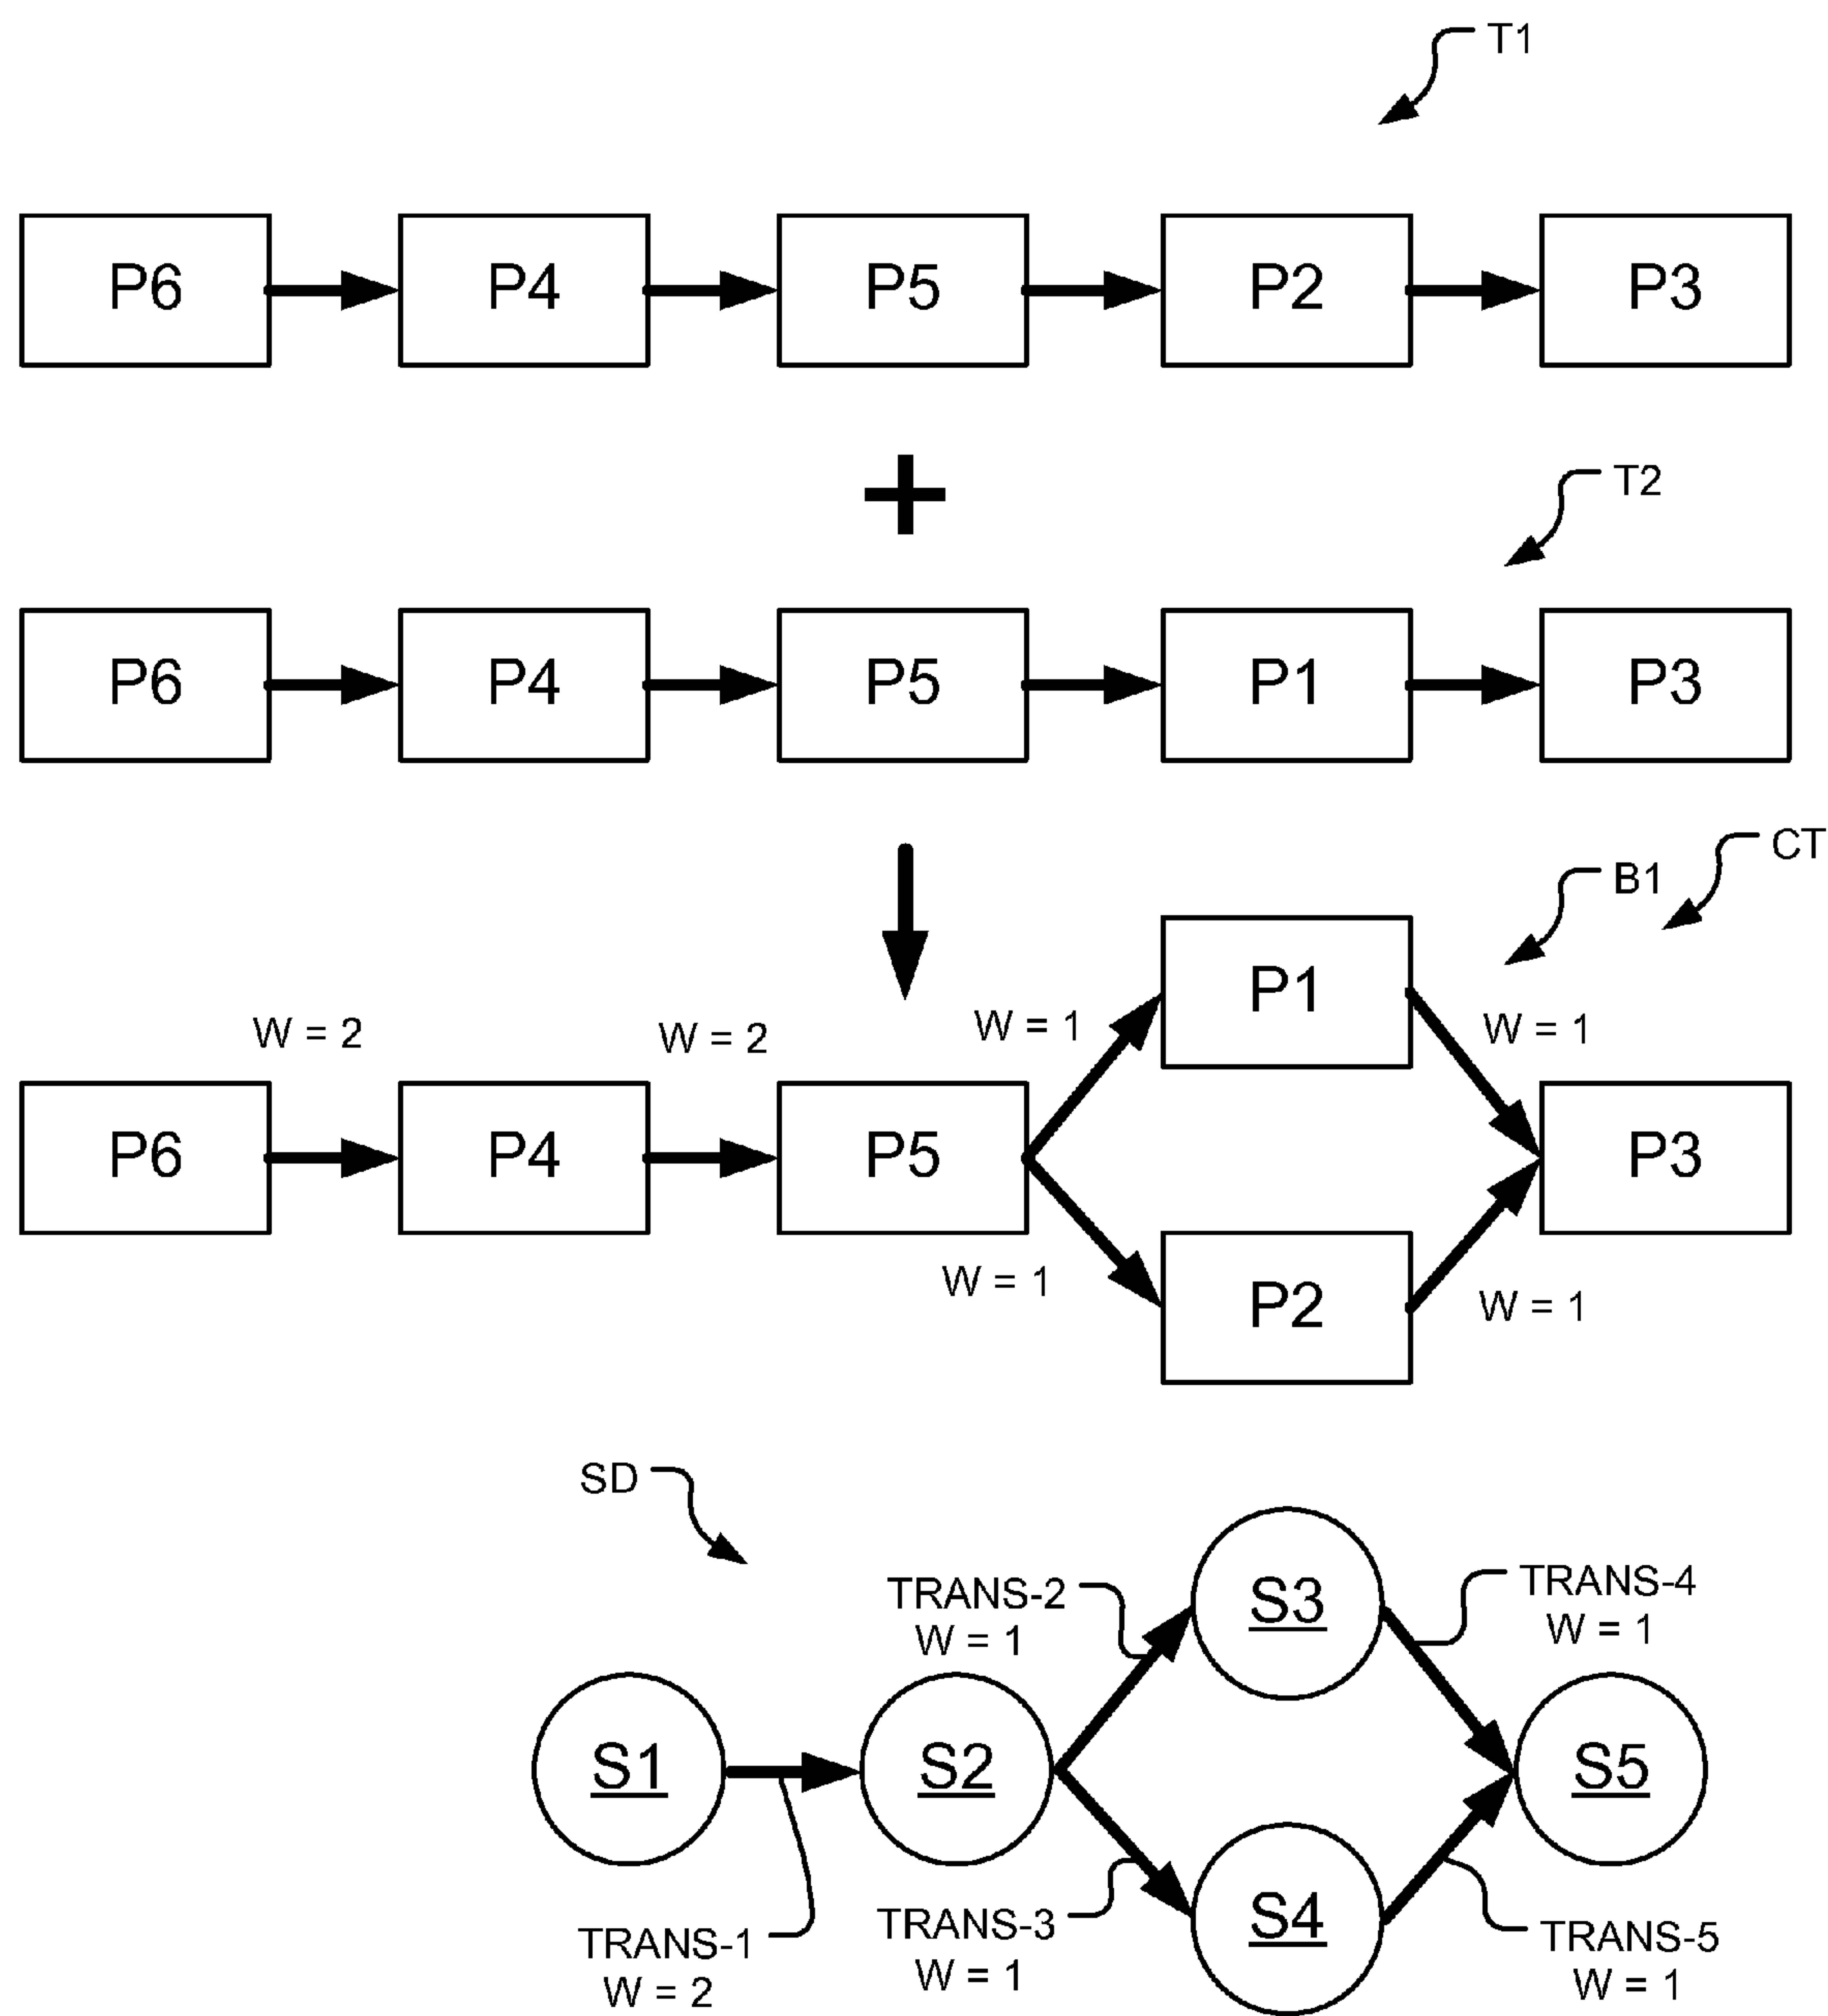 T1
P6
P4
P5
P2
P3
+
T2
P6
P4
P5
P1
P3
CT
B1
P1
W = 2
W = 2
W = 1
W = 1
P6
P4
P5
P3
W = 1
P2
W = 1
SD
TRANS-2
W = 1
S3
TRANS-4
W = 1
S1
S2
S5
TRANS-1
W = 2
TRANS-3
W = 1
S4
TRANS-5
W = 1